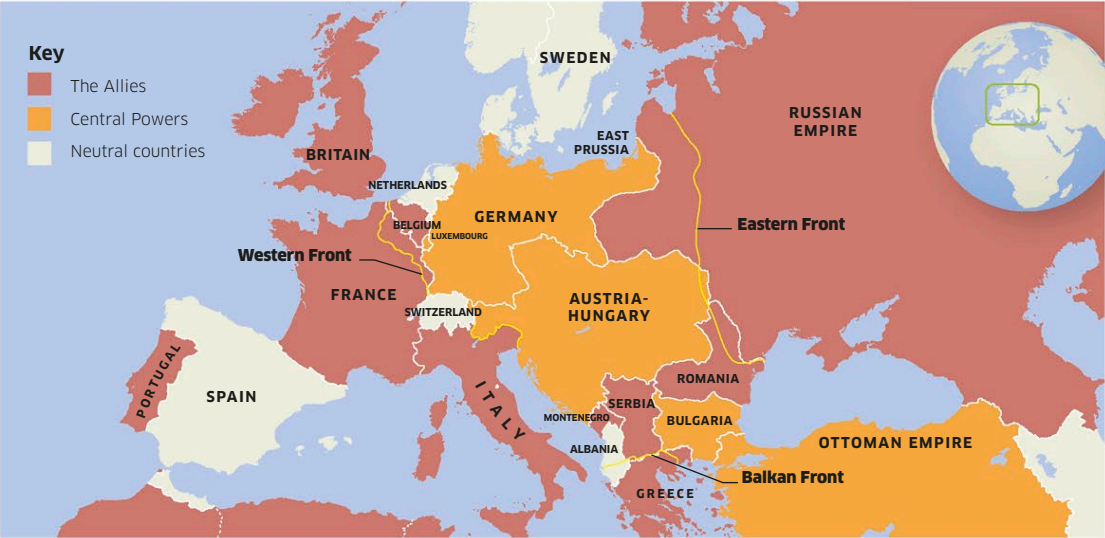 Key
The Allies
Central Powers
Neutral countries
SWEDEN
RUSSIAN
EMPIRE
EAST
PRUSSIA
BRITAIN
NETHERLANDS
GERMANY
BELGIUM
LUXEMBOURG
Eastern Front
Western Front
FRANCE
AUSTRIA-
HUNGARY
SWITZERLAND
PORTUGAL
SPAIN
ITALY
ROMANIA
SERBIA
MONTENEGRO
BULGARIA
ALBANIA
OTTOMAN EMPIRE
Balkan Front
GREECE